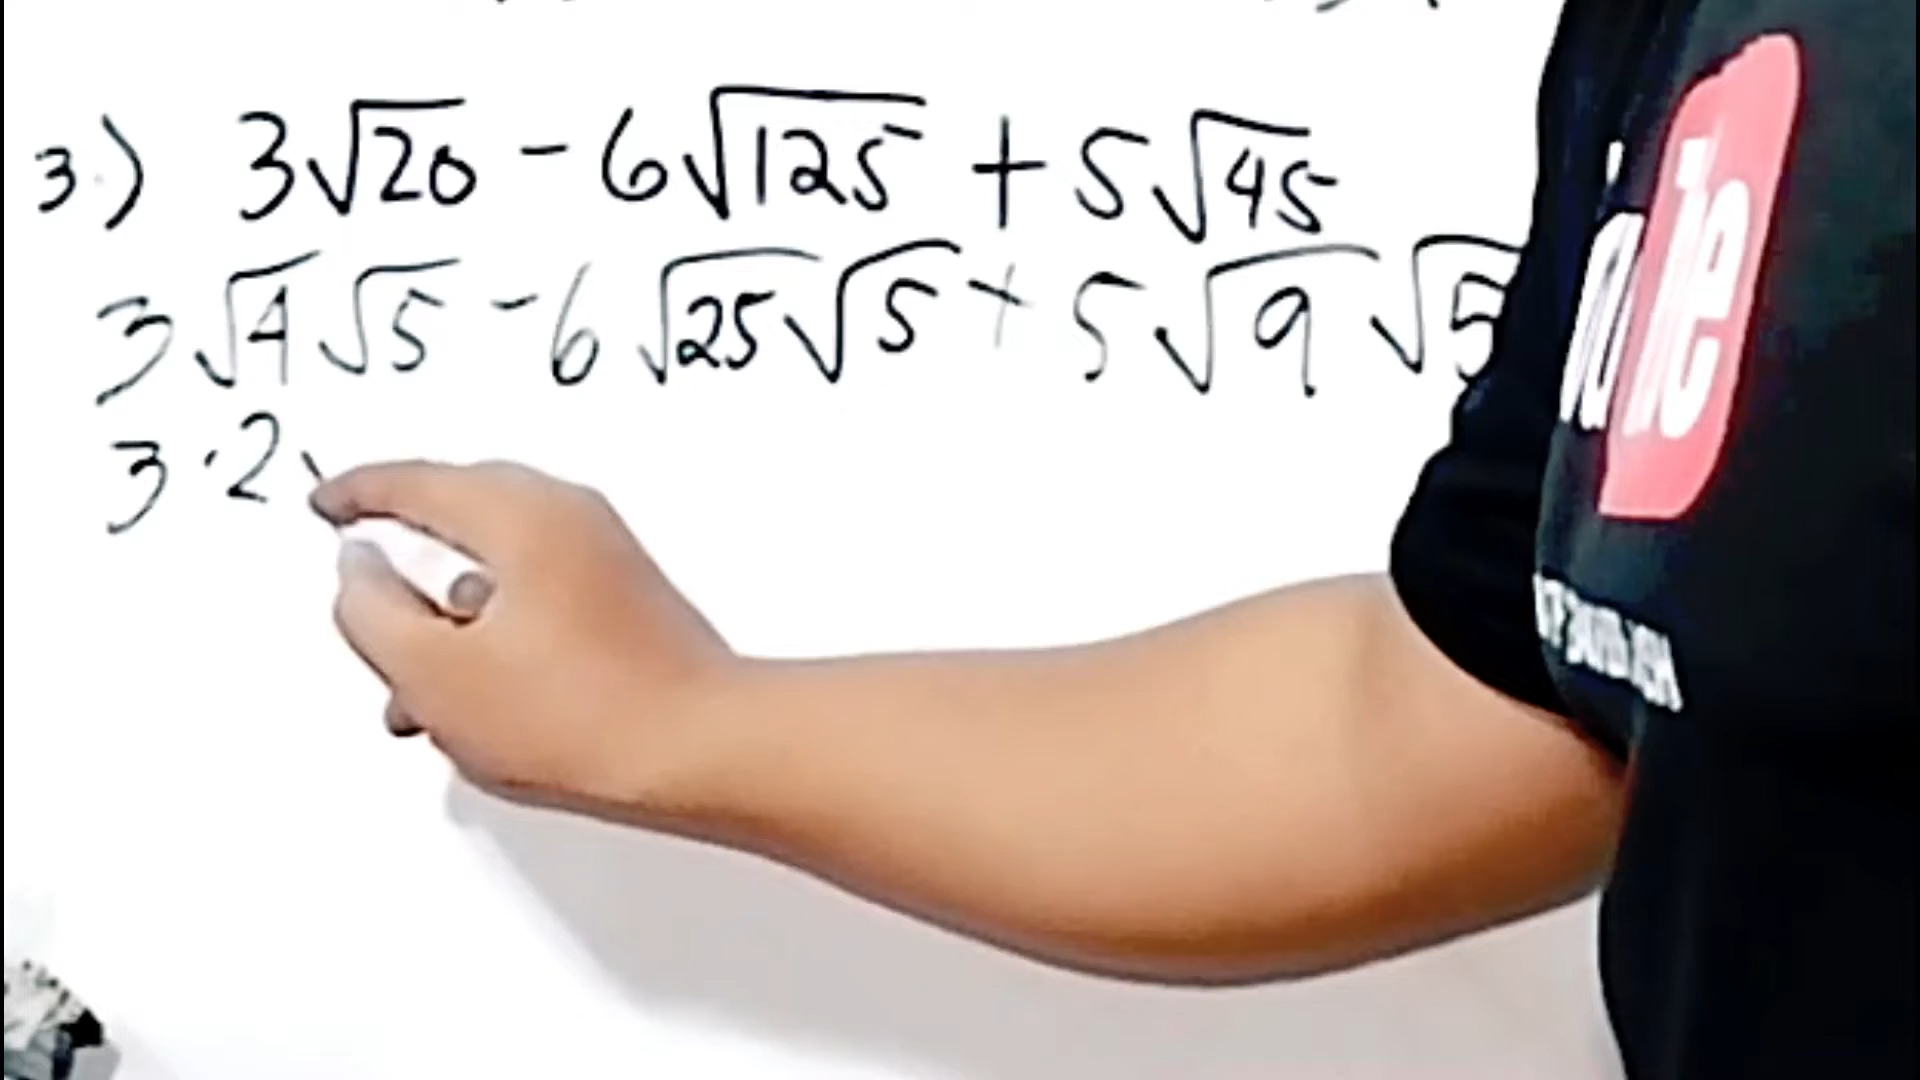 3.) 3√20 - 6√125 + 5√45
3√4√5 - 6√25√5 + 5√9√5
3·2